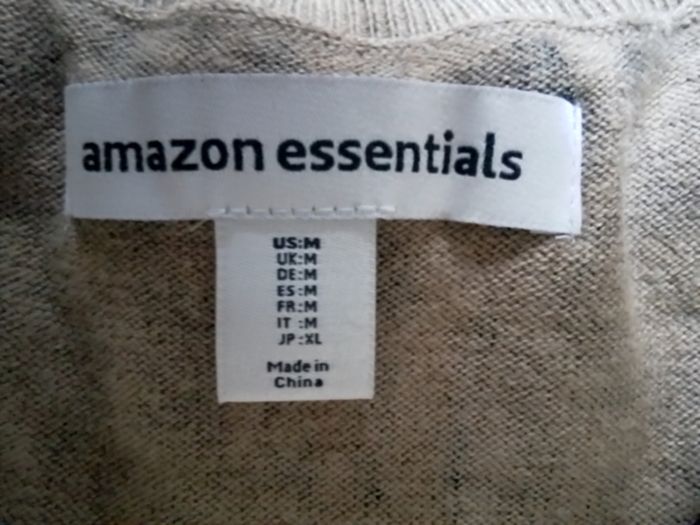 amazon essentials
US:M
UK:M
DE:M
ES:M
FR:M
IT :M
JP:XL
Made in
China